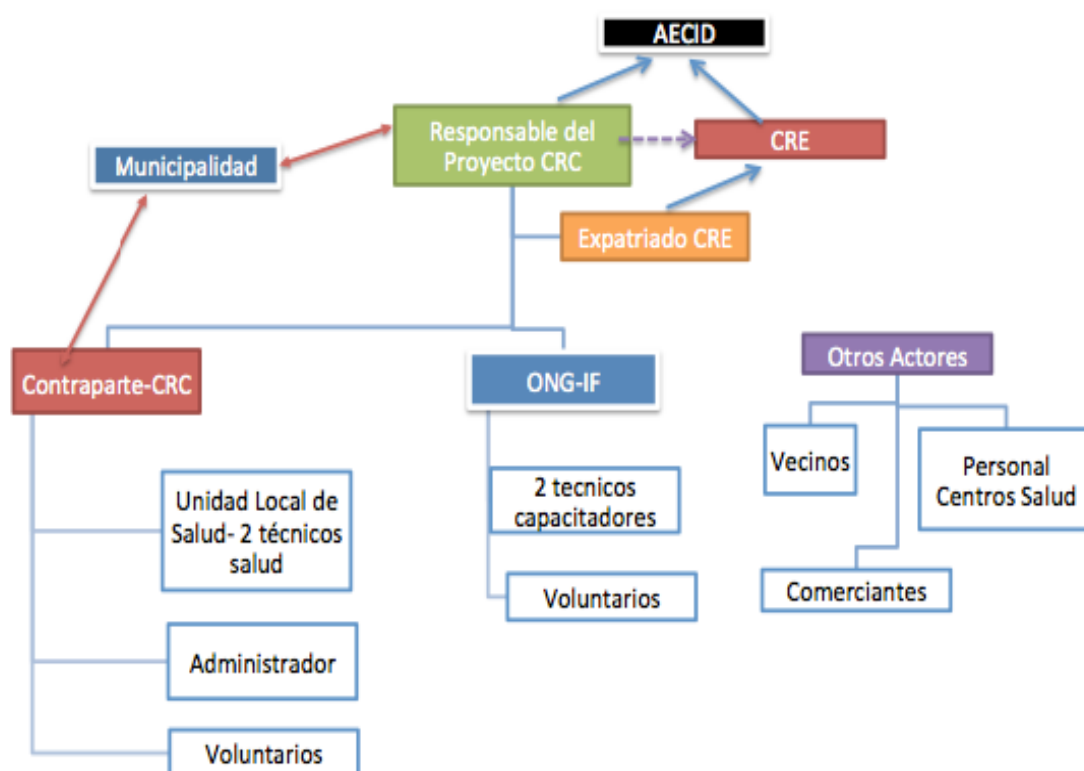 AECID
Responsable del
Proyecto CRC
CRE
Municipalidad
Expatriado CRE
Contraparte-CRC
ONG-IF
Otros Actores
Vecinos
Personal
Centros Salud
Unidad Local de
Salud- 2 técnicos
salud
2 tecnicos
capacitadores
Voluntarios
Comerciantes
Administrador
Voluntarios